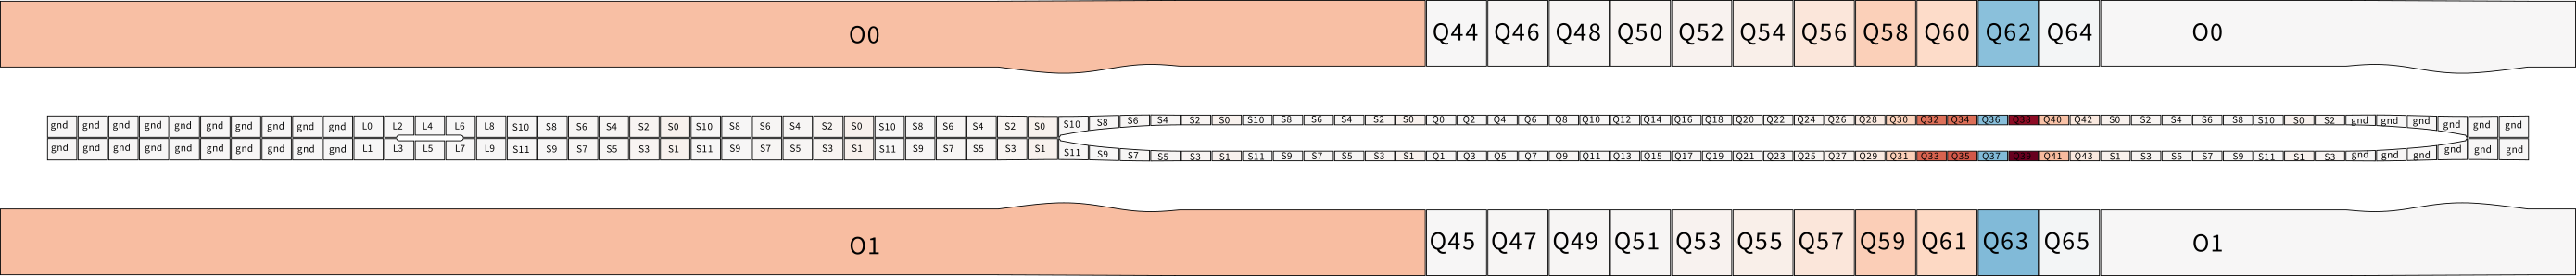 O0 Q44 Q46 Q48 Q50 Q52 Q54 Q56 Q58 Q60 Q62 Q64 O0
gnd gnd gnd gnd gnd gnd gnd gnd gnd gnd L0 L2 L4 L6 L8 S10 S8 S6 S4 S2 S0 S10 S8 S6 S4 S2 S0 S10 S8 S6 S4 S2 S0 S10 S8 S6 S4 S2 S0 S10 S8 S6 S4 S2 S0 Q0 Q2 Q4 Q6 Q8 Q10 Q12 Q14 Q16 Q18 Q20 Q22 Q24 Q26 Q28 Q30 Q32 Q34 Q36 Q38 Q40 Q42 S0 S2 S4 S6 S8 S10 S0 S2 gnd gnd gnd gnd gnd gnd
gnd gnd gnd gnd gnd gnd gnd gnd gnd gnd L1 L3 L5 L7 L9 S11 S9 S7 S5 S3 S1 S11 S9 S7 S5 S3 S1 S11 S9 S7 S5 S3 S1 S11 S9 S7 S5 S3 S1 S11 S9 S7 S5 S3 S1 Q1 Q3 Q5 Q7 Q9 Q11 Q13 Q15 Q17 Q19 Q21 Q23 Q25 Q27 Q29 Q31 Q33 Q35 Q37 Q39 Q41 Q43 S1 S3 S5 S7 S9 S11 S1 S3 gnd gnd gnd gnd gnd gnd
O1 Q45 Q47 Q49 Q51 Q53 Q55 Q57 Q59 Q61 Q63 Q65 O1